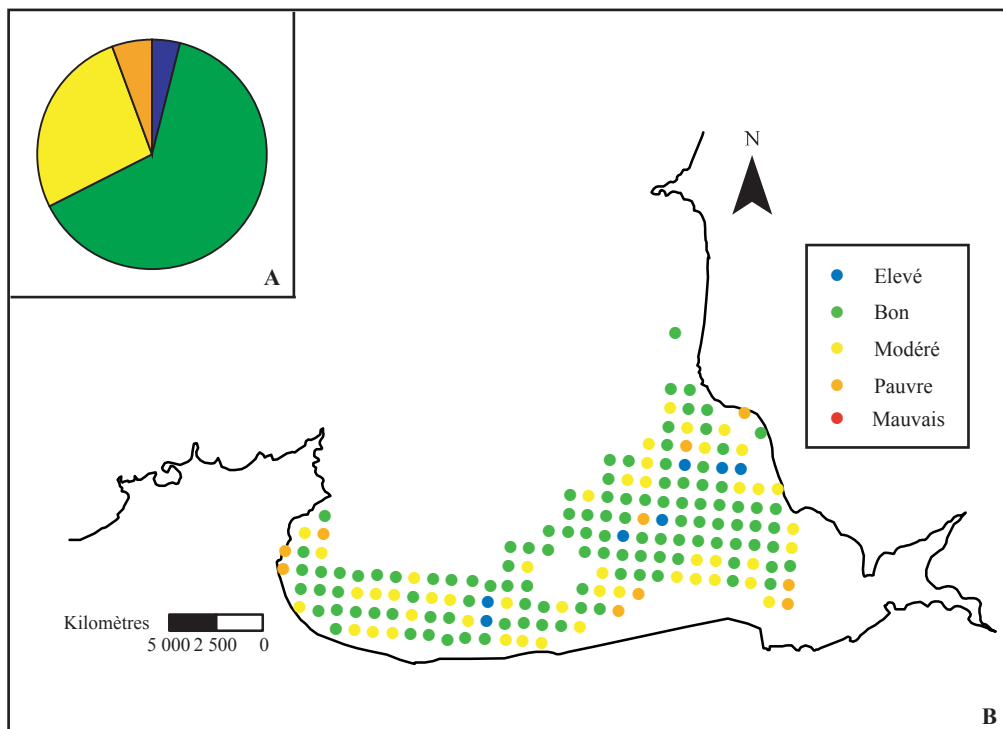 A
N
Elevé
Bon
Modéré
Pauvre
Mauvais
Kilomètres
5 000 2 500 0
B